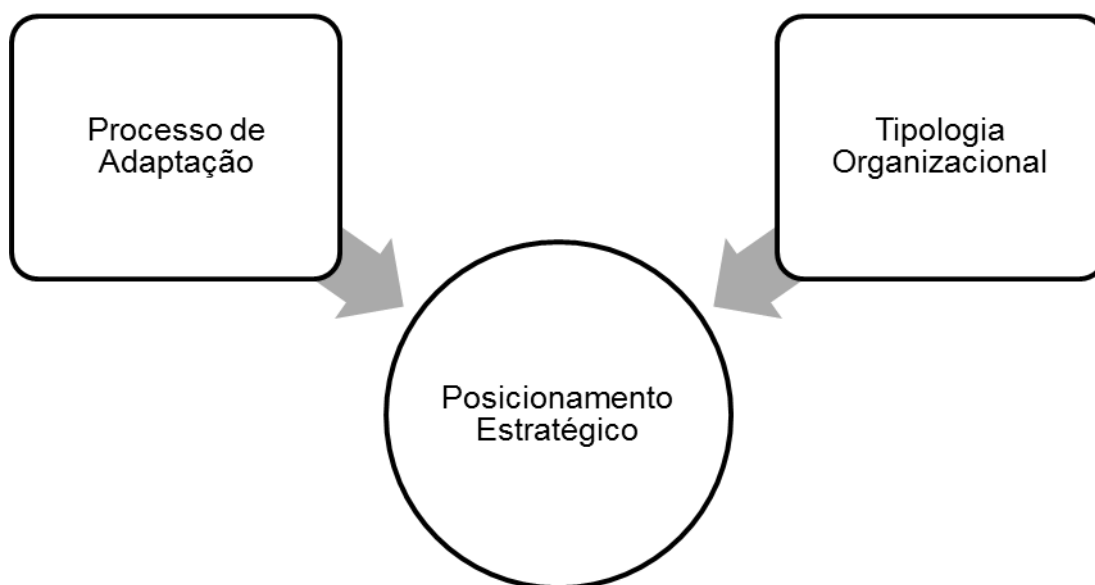 Processo de
Adaptação
Tipologia
Organizacional
Posicionamento
Estratégico